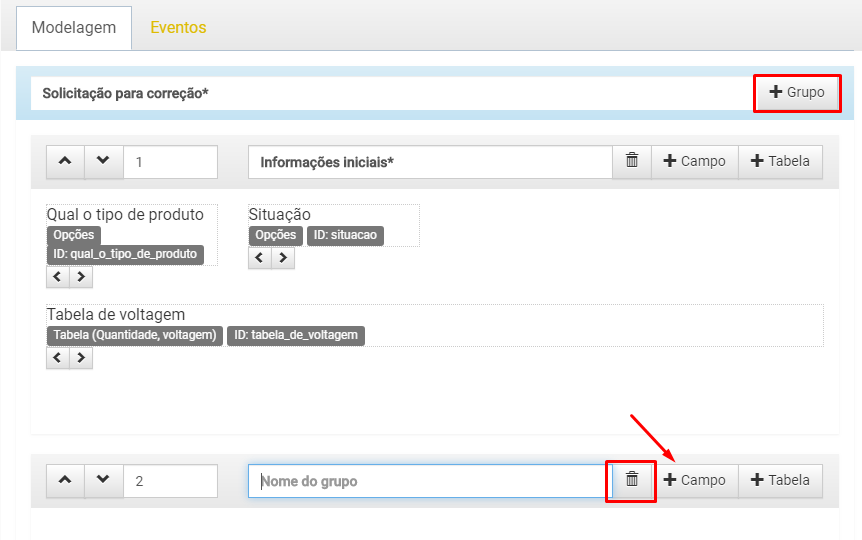 Modelagem Eventos
Solicitação para correção* Grupo
1 Informações iniciais* Campo Tabela
Qual o tipo de produto Situação
Opções Opções ID: situacao
ID: qual_o_tipo_de_produto
Tabela de voltagem
Tabela (Quantidade, voltagem) ID: tabela_de_voltagem
2 Nome do grupo Campo Tabela